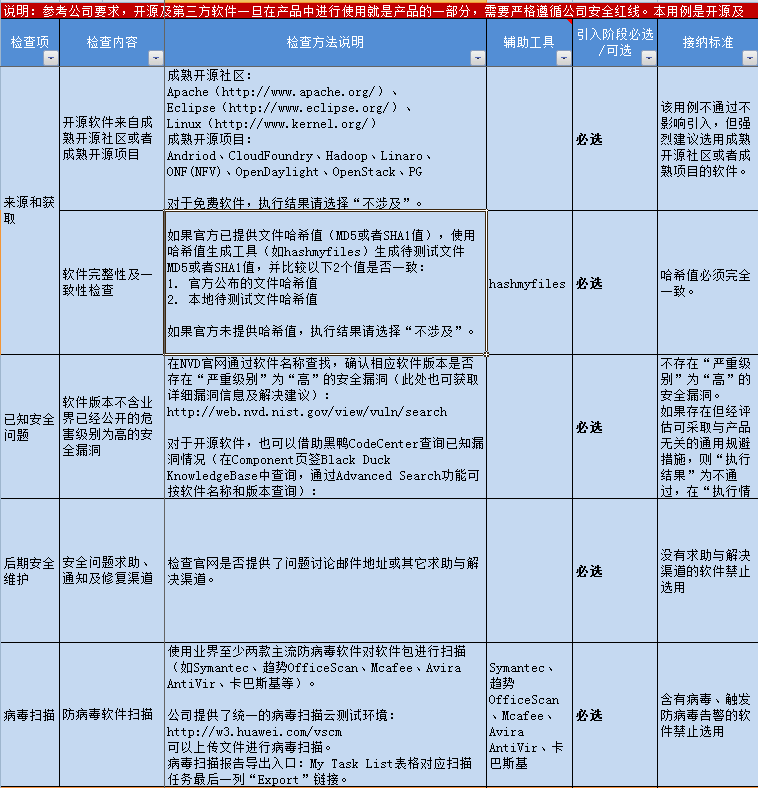 说明：参考公司要求，开源及第三方软件一旦在产品中进行使用就是产品的一部分，需要严格遵循公司安全红线。本用例是开源及
检查项
检查内容
检查方法说明
辅助工具
引入阶段必选
/可选
接纳标准
来源和获
取
开源软件来自成
熟开源社区或者
成熟开源项目
成熟开源社区：
Apache（http://www.apache.org/）、
Eclipse（http://www.eclipse.org/）、
Linux（http://www.kernel.org/）
成熟开源项目：
Andriod、CloudFoundry、Hadoop、Linaro、
ONF(NFV)、OpenDaylight、OpenStack、PG
对于免费软件，执行结果请选择“不涉及”。
必选
该用例不通过不
影响引入，但强
烈建议选用成熟
开源社区或者成
熟项目的软件。
软件完整性及一
致性检查
如果官方已提供文件哈希值（MD5或者SHA1值），使用
哈希值生成工具（如hashmyfiles）生成待测试文件
MD5或者SHA1值，并比较以下2个值是否一致：
1. 官方公布的文件哈希值
2. 本地待测试文件哈希值
如果官方未提供哈希值，执行结果请选择“不涉及”。
hashmyfiles
必选
哈希值必须完全
一致。
已知安全
问题
软件版本不含业
界已经公开的危
害级别为高的安
全漏洞
在NVD官网通过软件名称查找，确认相应软件版本是否
存在“严重级别”为“高”的安全漏洞（此处也可获取
详细漏洞信息及解决建议）：
http://web.nvd.nist.gov/view/vuln/search
对于开源软件，也可以借助黑鸭CodeCenter查询已知漏
洞情况（在Component页签Black Duck
KnowledgeBase中查询，通过Advanced Search功能可
按软件名称和版本查询）：
必选
不存在“严重级
别”为“高”的
安全漏洞。
如果存在但经评
估可采取与产品
无关的通用规避
措施，则“执行
结果”为不通
过，在“执行情
后期安全
维护
安全问题求助、
通知及修复渠道
检查官网是否提供了问题讨论邮件地址或其它求助与解
决渠道。
必选
没有求助与解决
渠道的软件禁止
选用
病毒扫描
防病毒软件扫描
使用业界至少两款主流防病毒软件对软件包进行扫描
（如Symantec、趋势OfficeScan、Mcafee、Avira
AntiVir、卡巴斯基等）。
公司提供了统一的病毒扫描云测试环境：
http://w3.huawei.com/vscm
可以上传文件进行病毒扫描。
病毒扫描报告导出入口：My Task List表格对应扫描
任务最后一列“Export”链接。
Symantec、
趋势
OfficeScan
、Mcafee、
Avira
AntiVir、卡
巴斯基
必选
含有病毒、触发
防病毒告警的软
件禁止选用